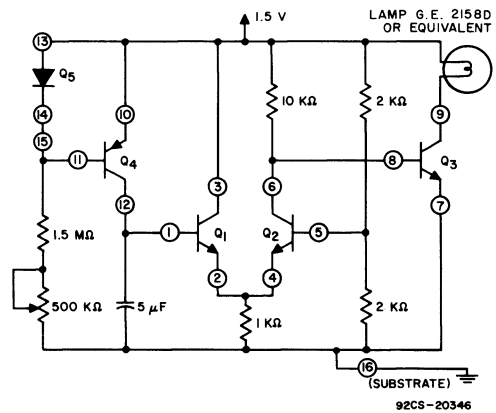 1.5 V
LAMP G.E. 2158D
OR EQUIVALENT
13
Q5
14
15
10
11
Q4
12
10 KΩ
2 KΩ
9
8
Q3
3
6
7
1
Q1
Q2
5
2
4
1.5 MΩ
500 KΩ
5 µF
1 KΩ
2 KΩ
16
(SUBSTRATE)
92CS-20346